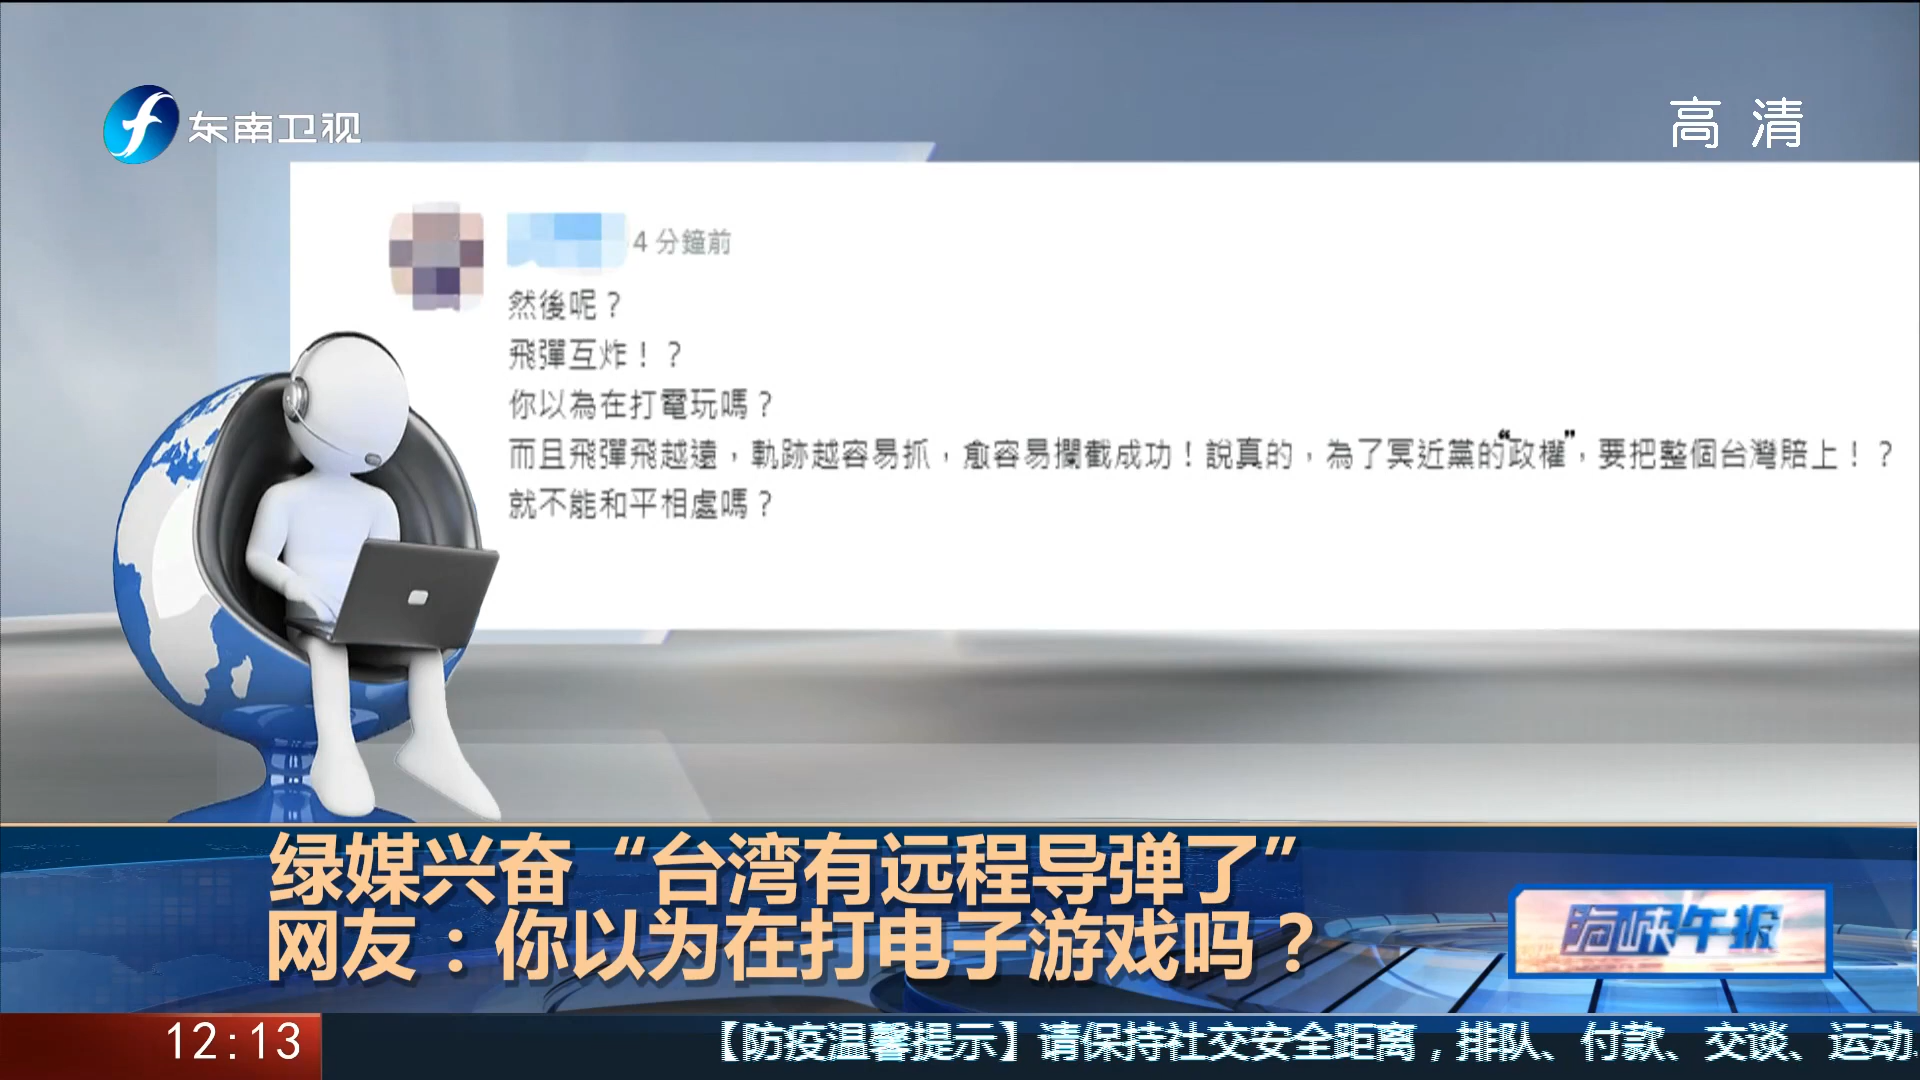 东南卫视
高清
4 分鐘前
然後呢？
飛彈互炸！？
你以為在打電玩嗎？
而且飛彈飛越遠，軌跡越容易抓，愈容易攔截成功！說真的，為了冥近黨的“政權”，要把整個台灣賠上！？
就不能和平相處嗎？
绿媒兴奋“台湾有远程导弹了”
网友：你以为在打电子游戏吗？
海峡午报
12:13
【防疫温馨提示】请保持社交安全距离，排队、付款、交谈、运动